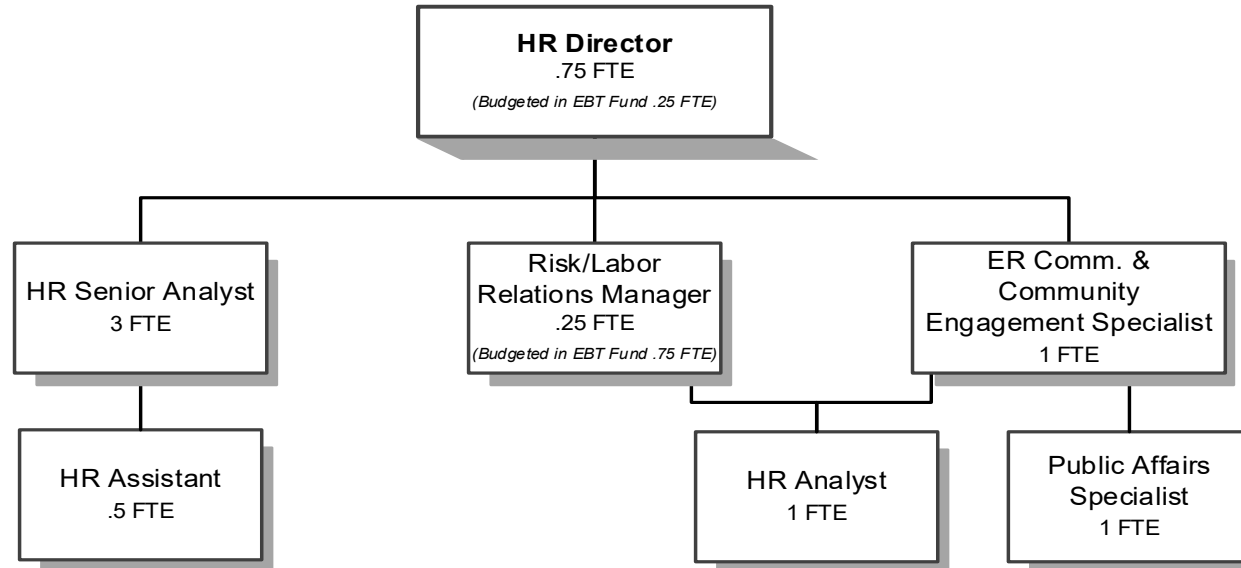 HR Director
.75 FTE
(Budgeted in EBT Fund .25 FTE)
HR Senior Analyst
3 FTE
Risk/Labor
Relations Manager
.25 FTE
(Budgeted in EBT Fund .75 FTE)
ER Comm. &
Community
Engagement Specialist
1 FTE
HR Assistant
.5 FTE
HR Analyst
1 FTE
Public Affairs
Specialist
1 FTE